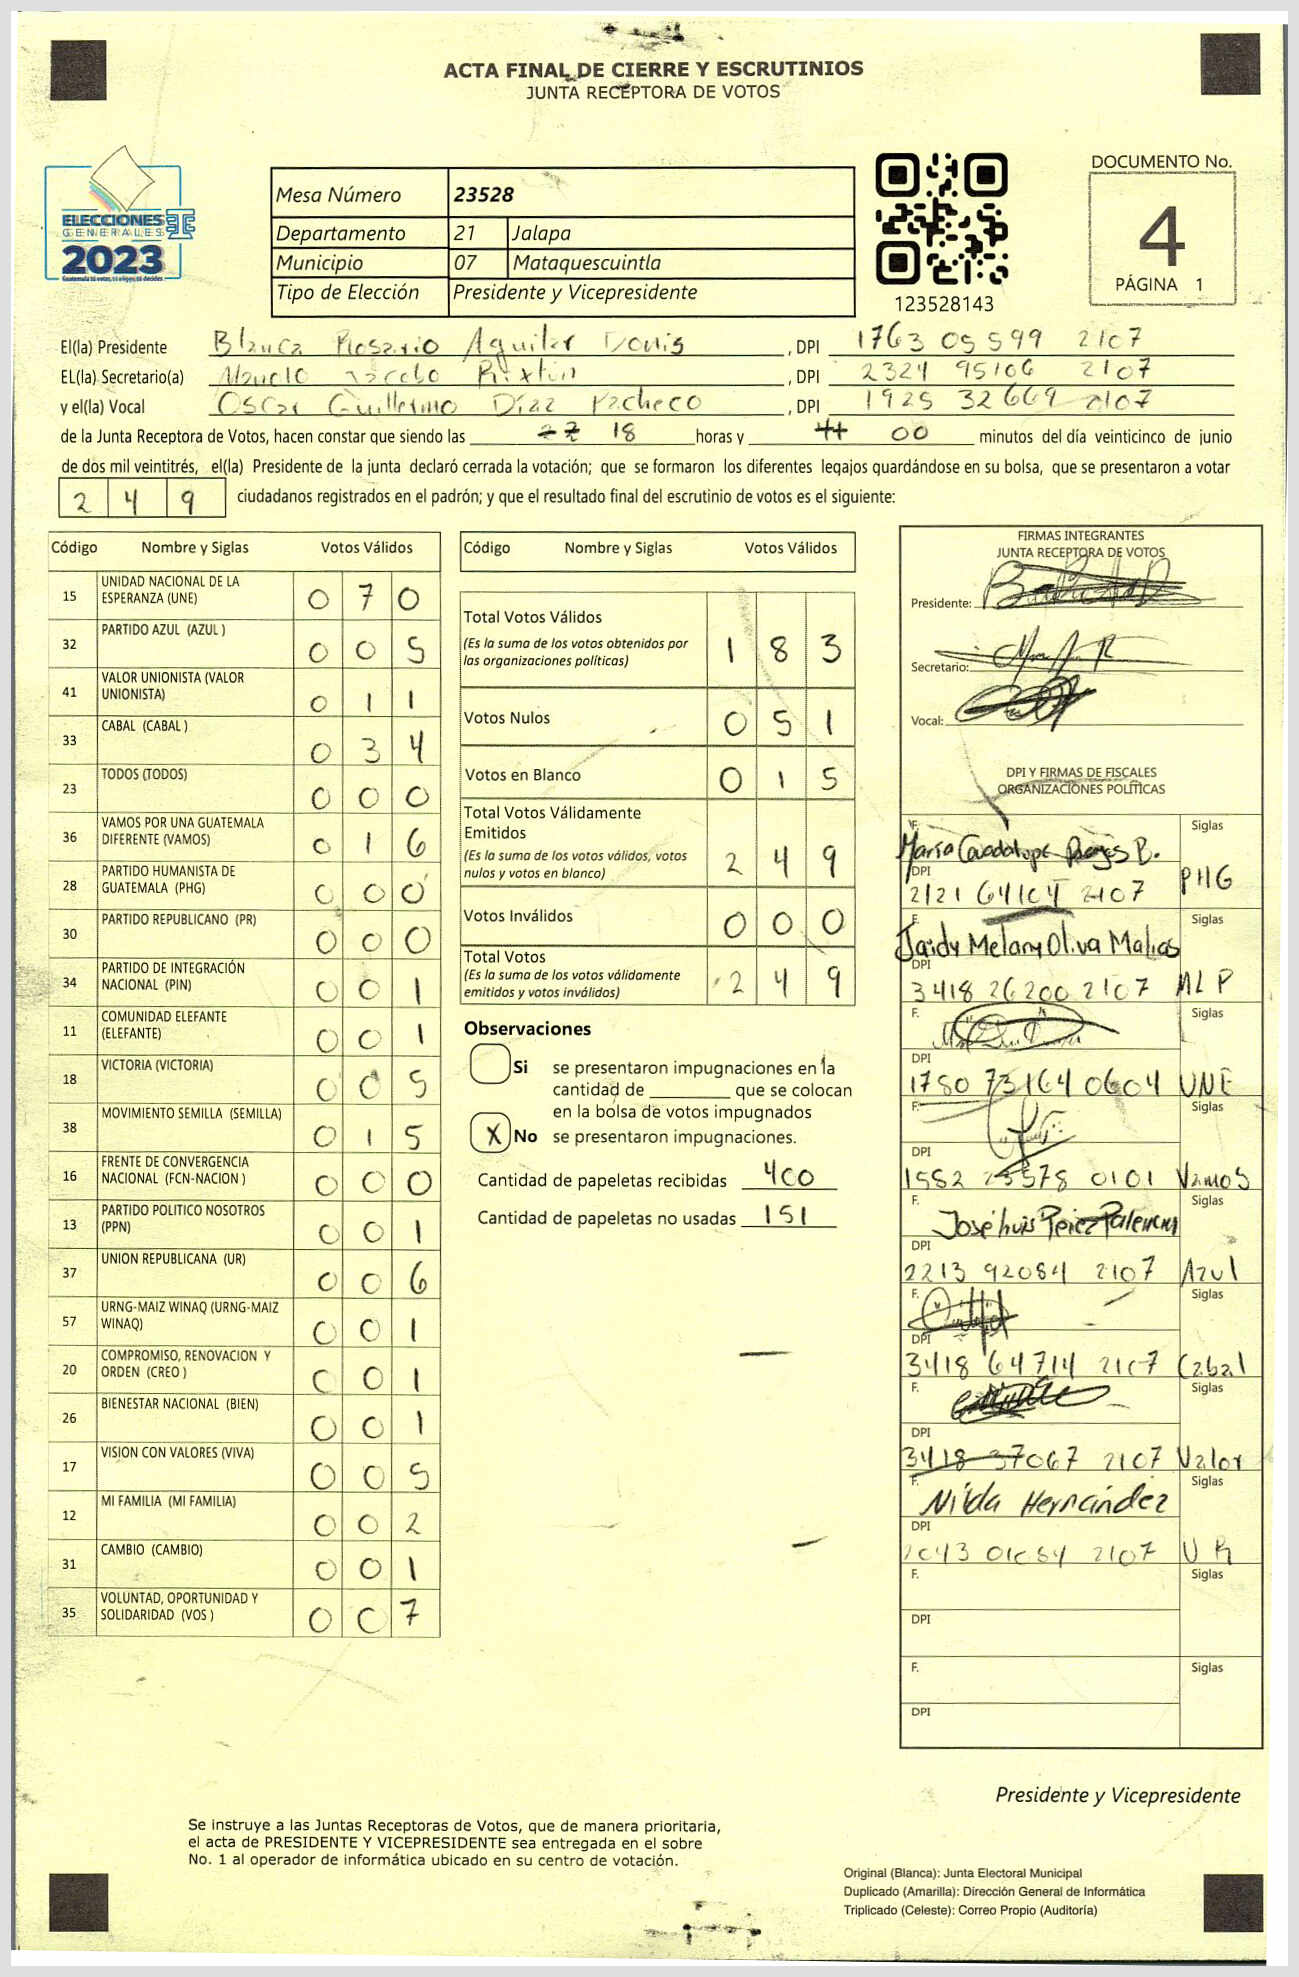 ACTA FINAL DE CIERRE Y ESCRUTINIOS
JUNTA RECEPTORA DE VOTOS
ELECCIONES
GENERALES
2023
Mesa Número 23528
Departamento 21 Jalapa
Municipio 07 Mataquescuintla
Tipo de Elección Presidente y Vicepresidente
123528143
DOCUMENTO No.
4
PÁGINA 1
El(la) Presidente Blanca Rosario Aguilar Donis, DPI 1763 05599 2107
EL(la) Secretario(a) Jacobo, DPI 2324 95106 2107
y el(la) Vocal Oscar Guillermo Díaz Pacheco, DPI 1925 32669 2107
de la Junta Receptora de Votos, hacen constar que siendo las 18 horas y 00 minutos del día veinticinco de junio
de dos mil veintitrés, el(la) Presidente de la junta declaró cerrada la votación; que se formaron los diferentes legajos guardándose en su bolsa, que se presentaron a votar
2 4 9 ciudadanos registrados en el padrón; y que el resultado final del escrutinio de votos es el siguiente:
Código Nombre y Siglas Votos Válidos
15 UNIDAD NACIONAL DE LA ESPERANZA (UNE) 0 7 0
32 PARTIDO AZUL (AZUL ) 0 0 5
41 VALOR UNIONISTA (VALOR UNIONISTA) 0 1 1
33 CABAL (CABAL ) 0 3 4
23 TODOS (TODOS) 0 0 0
36 VAMOS POR UNA GUATEMALA DIFERENTE (VAMOS) 0 1 6
28 PARTIDO HUMANISTA DE GUATEMALA (PHG) 0 0 0
30 PARTIDO REPUBLICANO (PR) 0 0 0
34 PARTIDO DE INTEGRACIÓN NACIONAL (PIN) 0 0 1
11 COMUNIDAD ELEFANTE (ELEFANTE) 0 0 1
18 VICTORIA (VICTORIA) 0 0 5
38 MOVIMIENTO SEMILLA (SEMILLA) 0 1 5
16 FRENTE DE CONVERGENCIA NACIONAL (FCN-NACION ) 0 0 0
13 PARTIDO POLITICO NOSOTROS (PPN) 0 0 1
37 UNION REPUBLICANA (UR) 0 0 6
57 URNG-MAIZ WINAQ (URNG-MAIZ WINAQ) 0 0 1
20 COMPROMISO, RENOVACION Y ORDEN (CREO ) 0 0 1
26 BIENESTAR NACIONAL (BIEN) 0 0 1
17 VISION CON VALORES (VIVA) 0 0 5
12 MI FAMILIA (MI FAMILIA) 0 0 2
31 CAMBIO (CAMBIO) 0 0 1
35 VOLUNTAD, OPORTUNIDAD Y SOLIDARIDAD (VOS ) 0 0 7
Código Nombre y Siglas Votos Válidos
Total Votos Válidos 1 8 3
(Es la suma de los votos obtenidos por
las organizaciones políticas)
Votos Nulos 0 5 1
Votos en Blanco 0 1 5
Total Votos Válidamente
Emitidos 2 4 9
(Es la suma de los votos válidos, votos
nulos y votos en blanco)
Votos Inválidos 0 0 0
Total Votos 2 4 9
(Es la suma de los votos válidamente
emitidos y votos inválidos)
Observaciones
Si se presentaron impugnaciones en la
cantidad de ________ que se colocan
en la bolsa de votos impugnados
X No se presentaron impugnaciones.
Cantidad de papeletas recibidas 400
Cantidad de papeletas no usadas 151
FIRMAS INTEGRANTES
JUNTA RECEPTORA DE VOTOS
Presidente:
Secretario:
Vocal:
DPI Y FIRMAS DE FISCALES
ORGANIZACIONES POLÍTICAS
F. María Guadalupe B. Siglas
DPI 2121 64104 2107 PHG
F. Jaidy Melany Oliva Siglas
DPI 3418 26200 2107 MLP
F. Siglas
DPI 1780 73164 0604 UNE
F. Siglas
DPI 1582 0101 Vamos
F. José Luis Pérez Palencia Siglas
DPI 2213 92084 2107 Azul
F. Siglas
DPI 3418 64714 2107 Cabal
F. Siglas
DPI 3418 37067 2107 Valor
F. Nilda Hernández Siglas
DPI 2043 01084 2107 UR
F. Siglas
DPI
F. Siglas
DPI
Presidente y Vicepresidente
Se instruye a las Juntas Receptoras de Votos, que de manera prioritaria,
el acta de PRESIDENTE Y VICEPRESIDENTE sea entregada en el sobre
No. 1 al operador de informática ubicado en su centro de votación.
Original (Blanca): Junta Electoral Municipal
Duplicado (Amarilla): Dirección General de Informática
Triplicado (Celeste): Correo Propio (Auditoría)